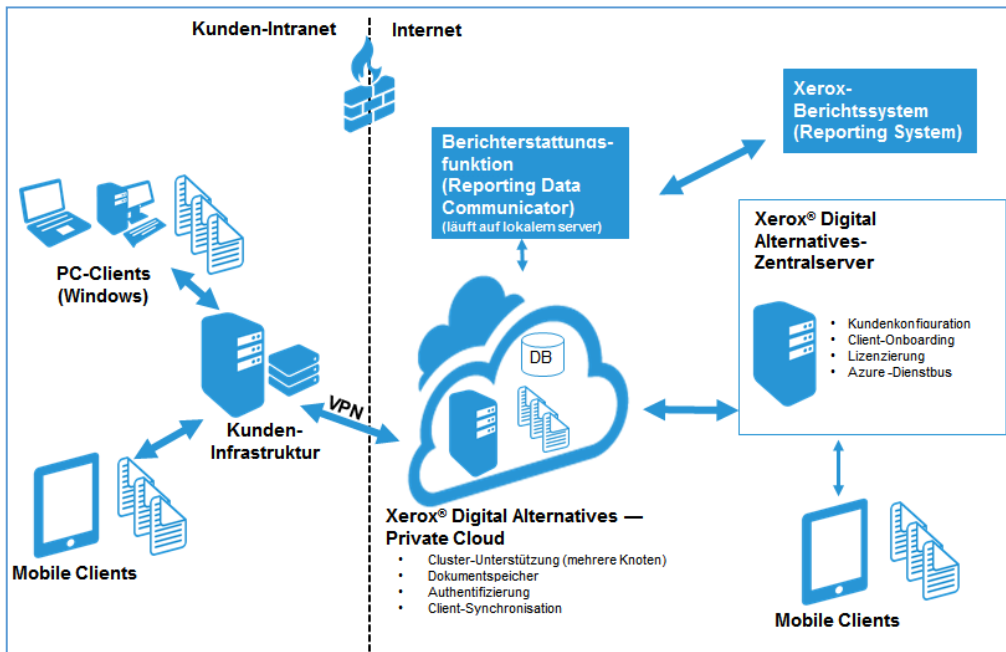 Kunden-Intranet
Internet
Xerox-
Berichtssystem
(Reporting System)
Berichterstattungs-
funktion
(Reporting Data
Communicator)
(läuft auf lokalem server)
PC-Clients
(Windows)
Xerox® Digital
Alternatives-
Zentralserver
• Kundenkonfiguration
• Client-Onboarding
• Lizenzierung
• Azure -Dienstbus
DB
VPN
Kunden-
Infrastruktur
Mobile Clients
Xerox® Digital Alternatives —
Private Cloud
• Cluster-Unterstützung (mehrere Knoten)
• Dokumentspeicher
• Authentifizierung
• Client-Synchronisation
Mobile Clients